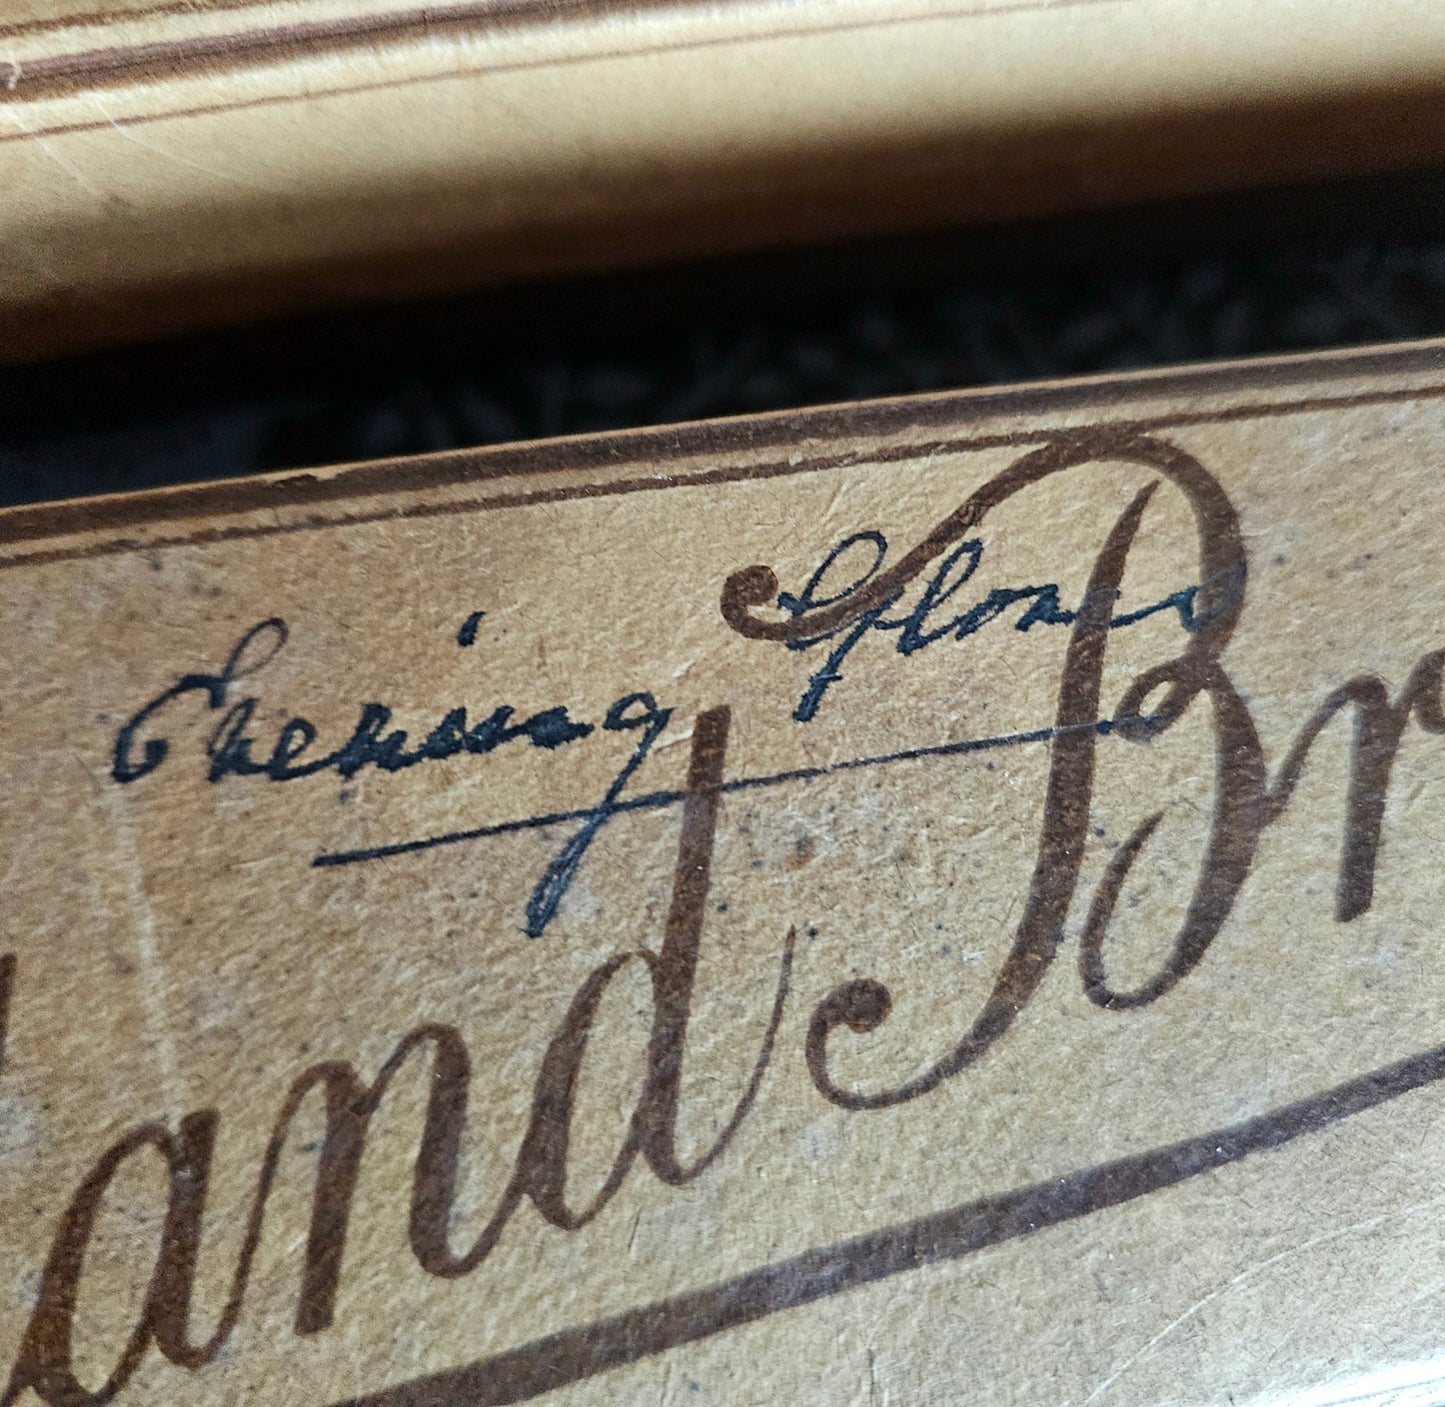 Evening Gloves
and Br